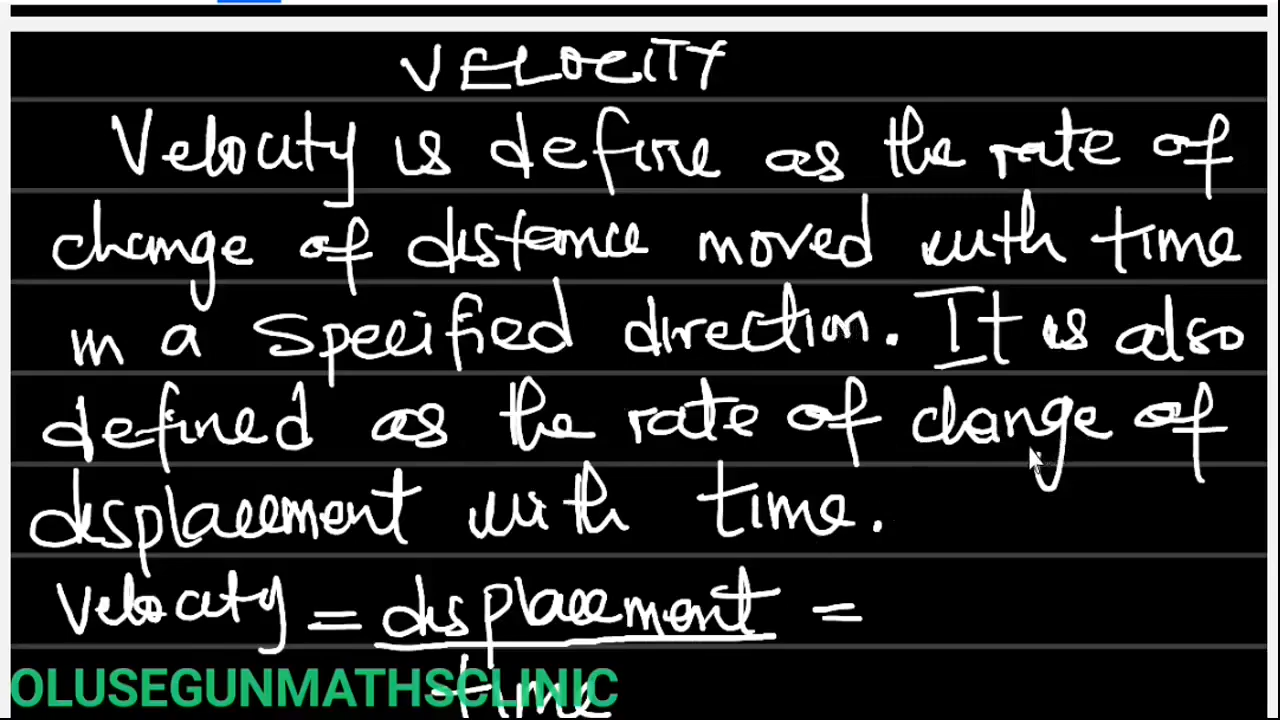 VELOCITY
Velocity is define as the rate of
change of distance moved with time
in a specified direction. It is also
defined as the rate of change of
displacement with time.
Velocity = displacement =
time
OLUSEGUNMATHSCLINIC